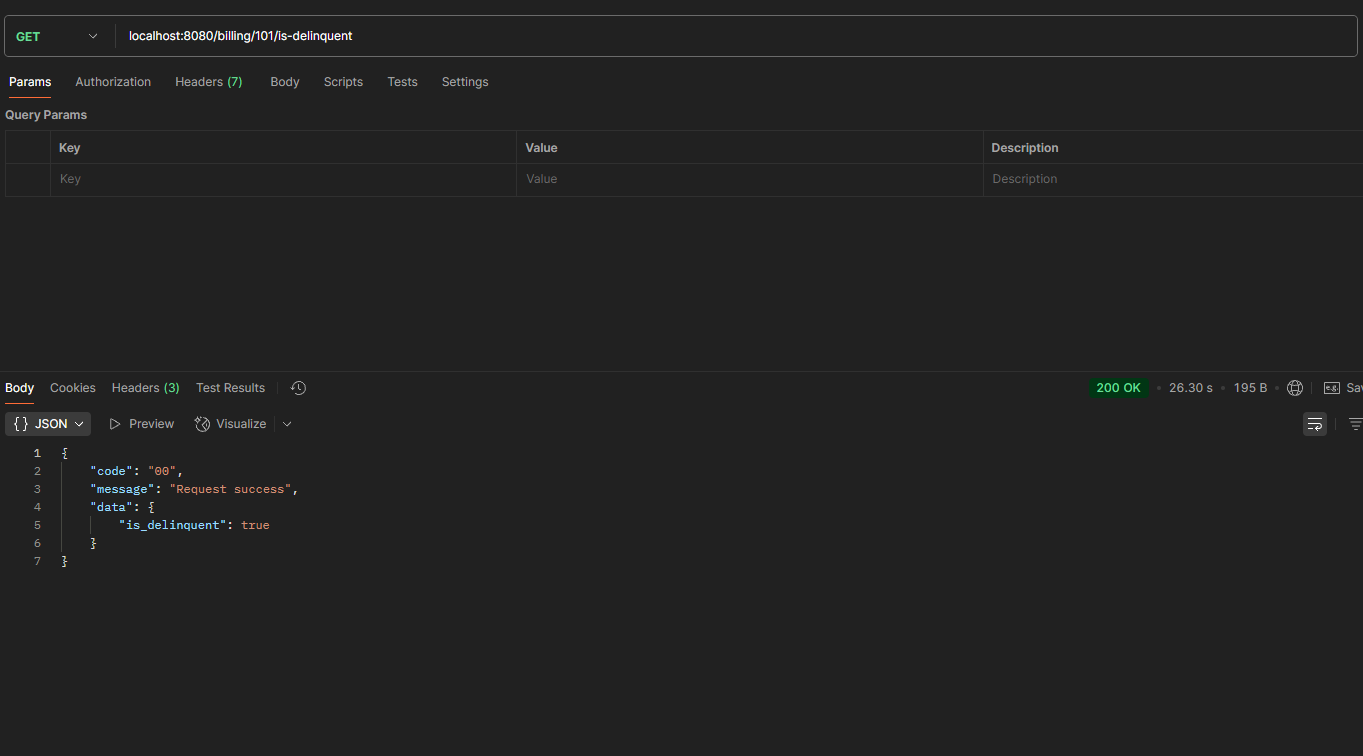 GET localhost:8080/billing/101/is-delinquent
Params Authorization Headers (7) Body Scripts Tests Settings
Query Params
Key Value Description
Key Value Description
Body Cookies Headers (3) Test Results 200 OK • 26.30 s • 195 B • e.g. Sav
{} JSON Preview Visualize
1 {
2 "code": "00",
3 "message": "Request success",
4 "data": {
5 "is_delinquent": true
6 }
7 }